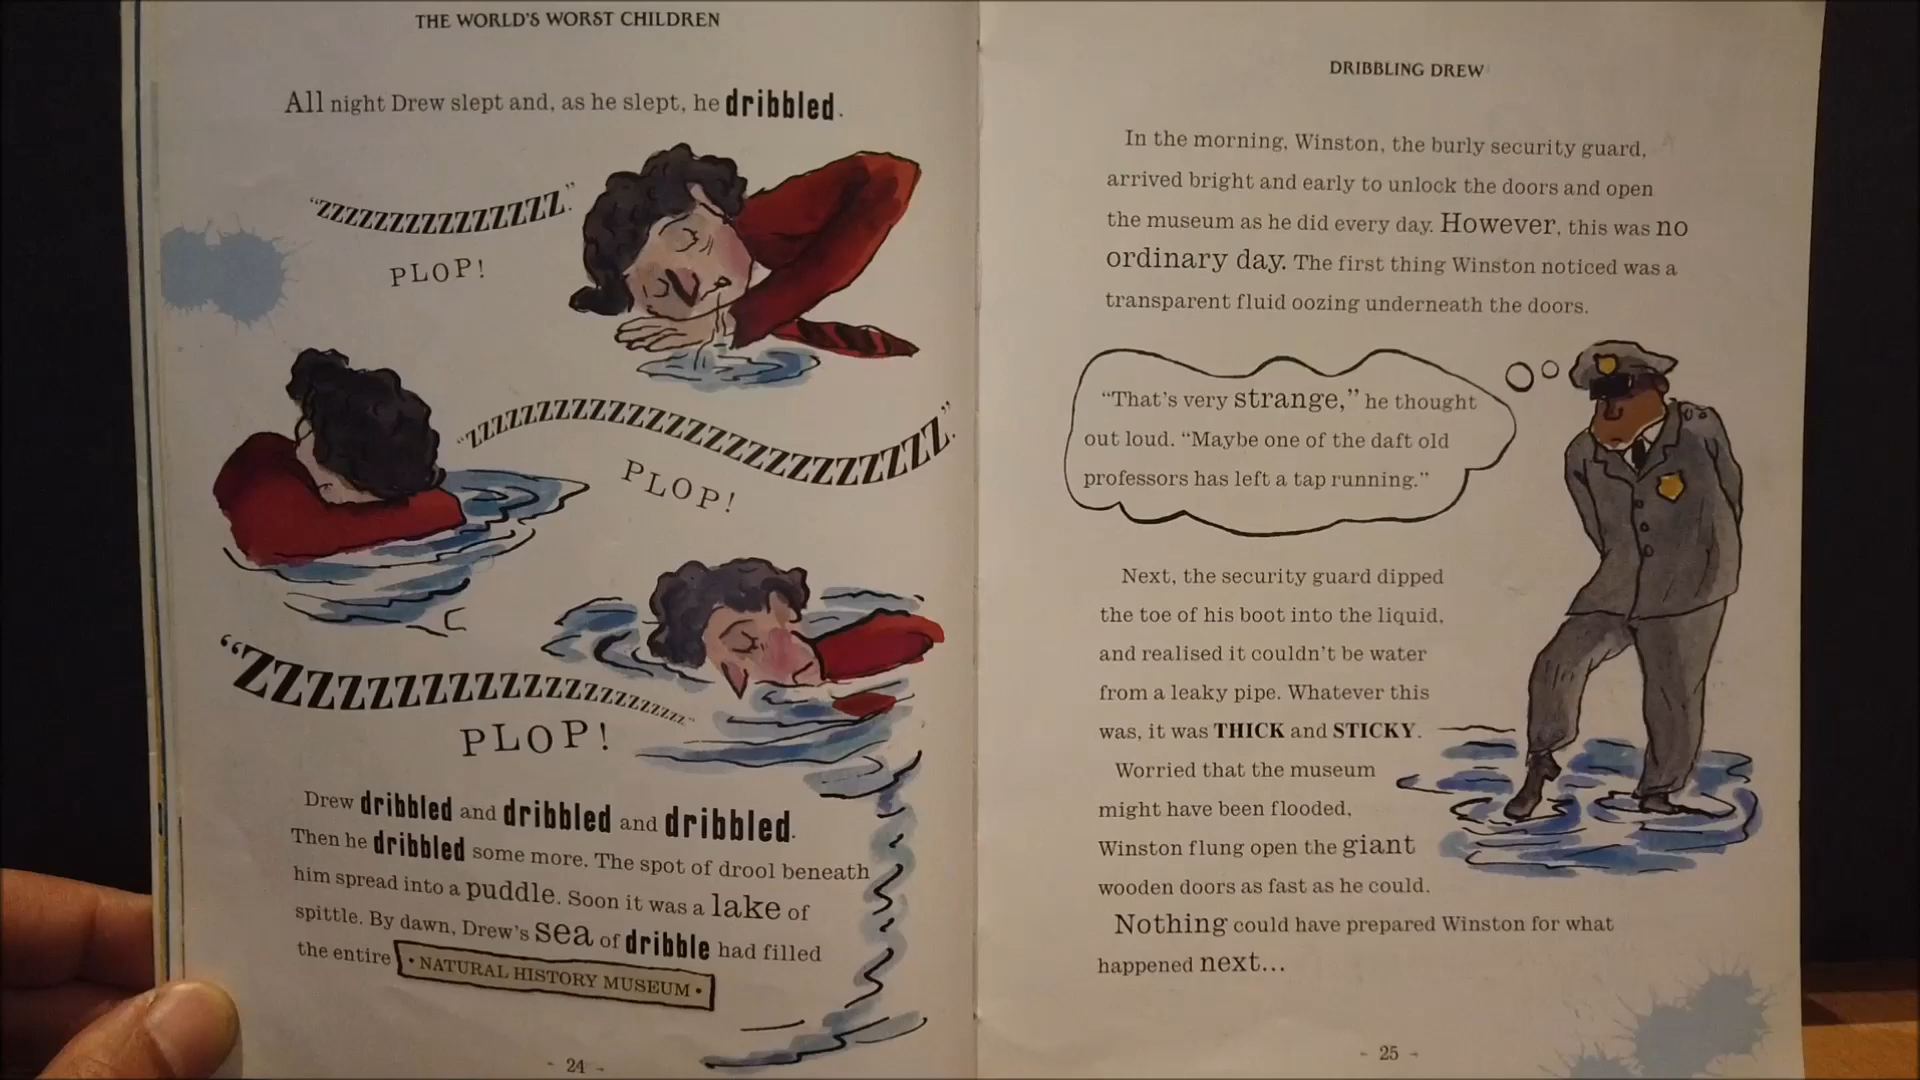 THE WORLD'S WORST CHILDREN
All night Drew slept and, as he slept, he dribbled.
"ZZZZZZZZZZZZZZZ."
PLOP!
"ZZZZZZZZZZZZZZZZZZZZZZZZZZZ."
PLOP!
"ZZZZZZZZZZZZZZZZZZZZZZZZZ"
PLOP!
Drew dribbled and dribbled and dribbled.
Then he dribbled some more. The spot of drool beneath
him spread into a puddle. Soon it was a lake of
spittle. By dawn, Drew's sea of dribble had filled
the entire • NATURAL HISTORY MUSEUM •
- 24 -
DRIBBLING DREW
In the morning, Winston, the burly security guard,
arrived bright and early to unlock the doors and open
the museum as he did every day. However, this was no
ordinary day. The first thing Winston noticed was a
transparent fluid oozing underneath the doors.
"That's very strange," he thought
out loud. "Maybe one of the daft old
professors has left a tap running."
Next, the security guard dipped
the toe of his boot into the liquid,
and realised it couldn't be water
from a leaky pipe. Whatever this
was, it was THICK and STICKY.
Worried that the museum
might have been flooded,
Winston flung open the giant
wooden doors as fast as he could.
Nothing could have prepared Winston for what
happened next...
- 25 -